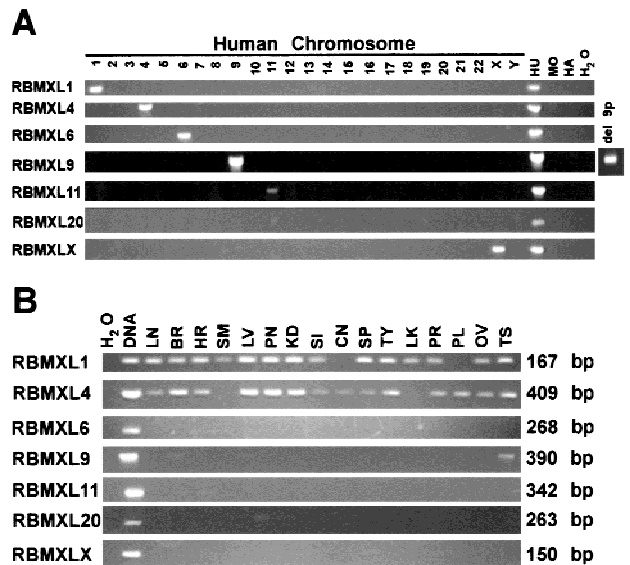 A
Human Chromosome
1 2 3 4 5 6 7 8 9 10 11 12 13 14 15 16 17 18 19 20 21 22 X Y HU MO HA H2O
RBMXL1
RBMXL4
RBMXL6
del 9p
RBMXL9
RBMXL11
RBMXL20
RBMXLX
B
H2O DNA LN BR HR SM LV PN KD SI CN SP TY LK PR PL OV TS
RBMXL1 167 bp
RBMXL4 409 bp
RBMXL6 268 bp
RBMXL9 390 bp
RBMXL11 342 bp
RBMXL20 263 bp
RBMXLX 150 bp